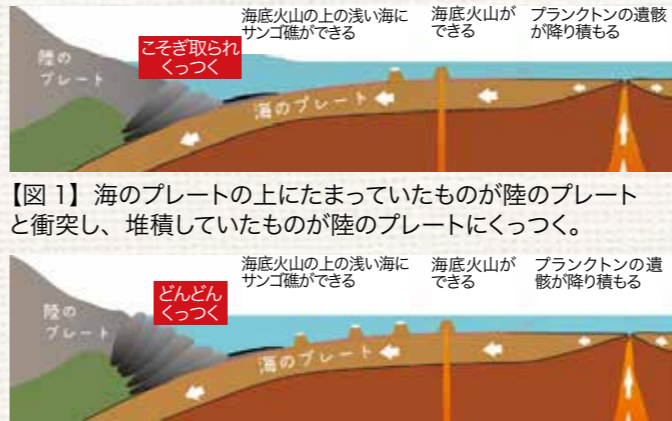 海底火山の上の浅い海に
サンゴ礁ができる
海底火山が
できる
プランクトンの遺骸
が降り積もる
こそぎ取られ
くっつく
陸の
プレート
海のプレート
【図 1】海のプレートの上にたまっていたものが陸のプレート
と衝突し、堆積していたものが陸のプレートにくっつく。
海底火山の上の浅い海に
サンゴ礁ができる
海底火山が
できる
プランクトンの遺
骸が降り積もる
どんどん
くっつく
陸の
プレート
海のプレート